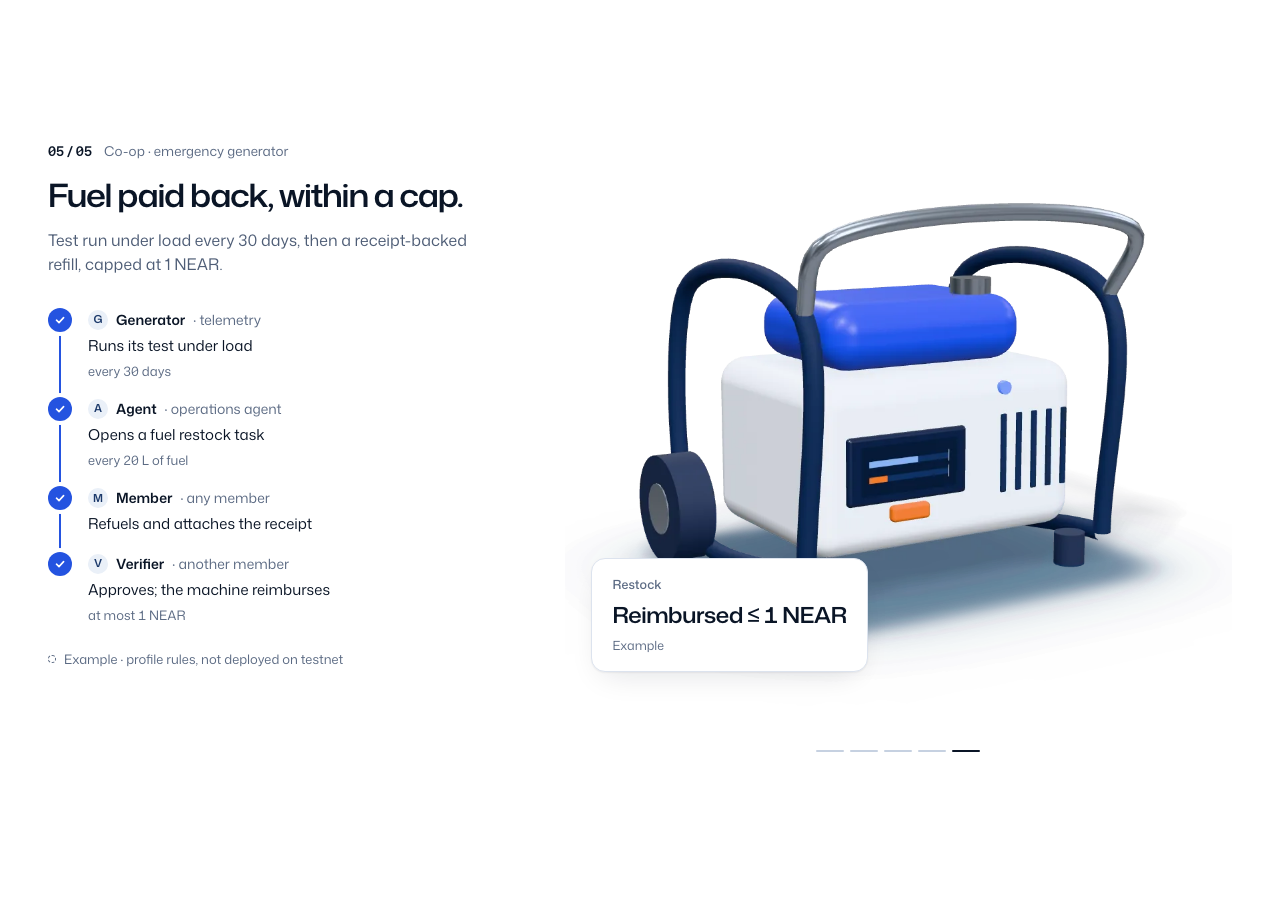 05 / 05 Co-op · emergency generator
Fuel paid back, within a cap.
Test run under load every 30 days, then a receipt-backed
refill, capped at 1 NEAR.
G Generator · telemetry
Runs its test under load
every 30 days
A Agent · operations agent
Opens a fuel restock task
every 20 L of fuel
M Member · any member
Refuels and attaches the receipt
V Verifier · another member
Approves; the machine reimburses
at most 1 NEAR
Example · profile rules, not deployed on testnet
Restock
Reimbursed ≤ 1 NEAR
Example